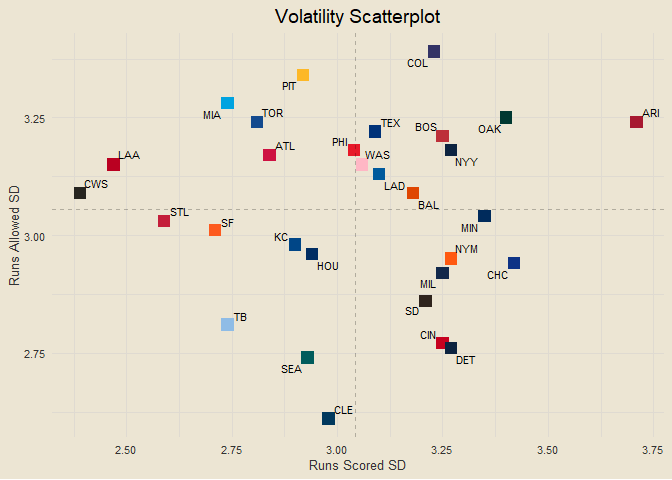 Volatility Scatterplot
COL
PIT
MIA
TOR
3.25
TEX
BOS
OAK
ARI
PHI
ATL
WAS
NYY
LAA
CWS
LAD
BAL
STL
SF
MIN
3.00
KC
HOU
NYM
CHC
MIL
SD
TB
CIN
2.75
SEA
DET
CLE
Runs Allowed SD
2.50
2.75
3.00
3.25
3.50
3.75
Runs Scored SD